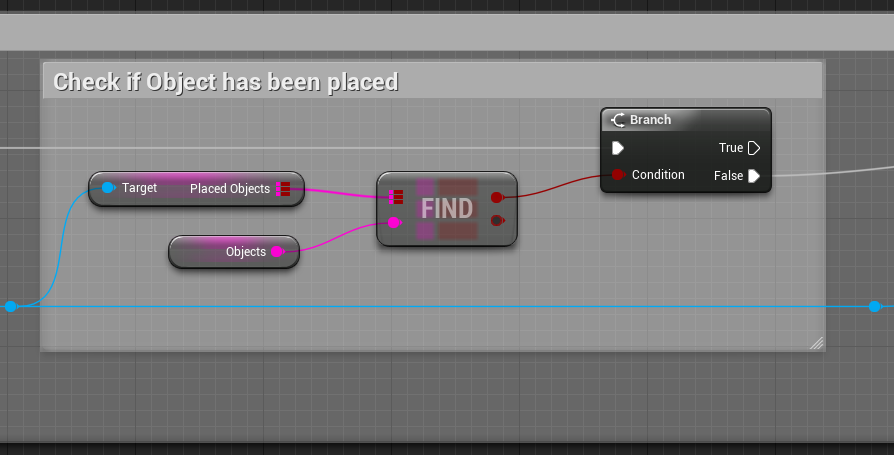 Check if Object has been placed
Branch
True
Target
Placed Objects
FIND
Condition
False
Objects